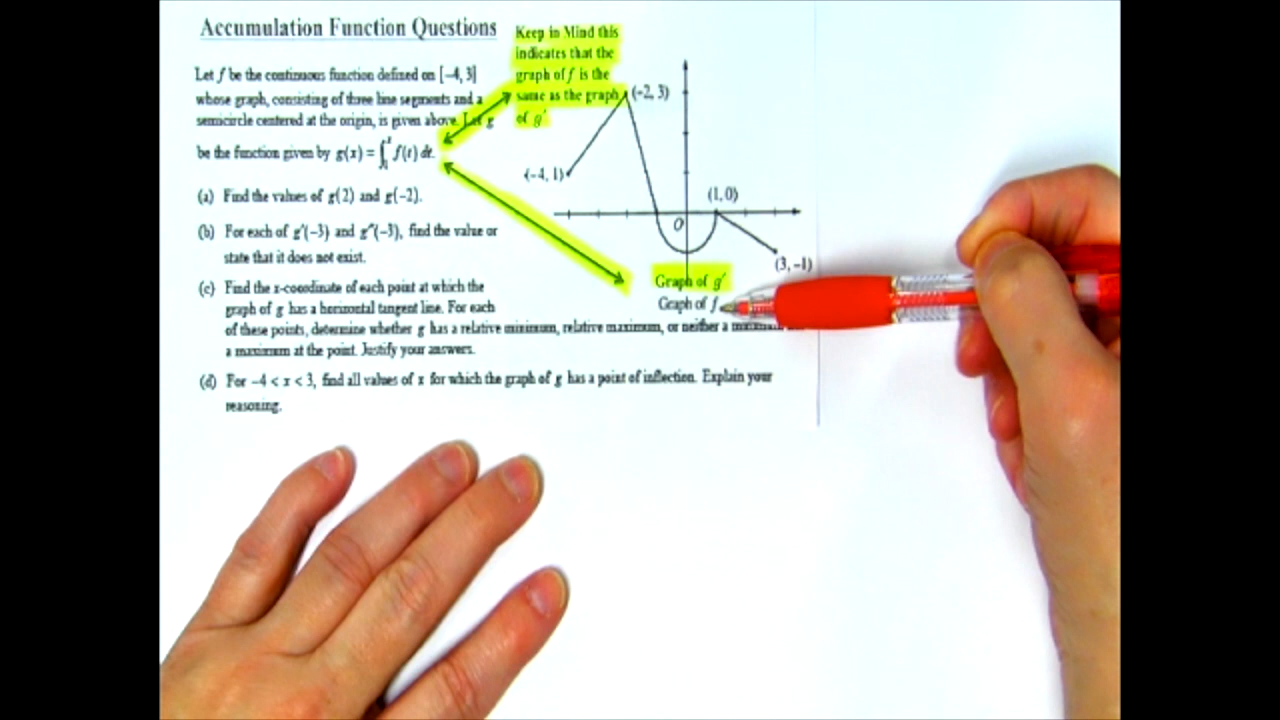 Accumulation Function Questions
Keep in Mind this
indicates that the
graph of f is the
same as the graph
of g'
Let f be the continuous function defined on [−4, 3]
whose graph, consisting of three line segments and a
semicircle centered at the origin, is given above. Let g
be the function given by g(x) = ∫ f(t) dt.
(a) Find the values of g(2) and g(−2).
(b) For each of g'(−3) and g''(−3), find the value or
state that it does not exist.
(c) Find the x-coordinate of each point at which the
graph of g has a horizontal tangent line. For each
of these points, determine whether g has a relative minimum, relative maximum, or neither a minimum
a maximum at the point. Justify your answers.
(d) For −4 < x < 3, find all values of x for which the graph of g has a point of inflection. Explain your
reasoning.
(−2, 3)
(−4, 1)
(1, 0)
O
(3, −1)
Graph of g'
Graph of f